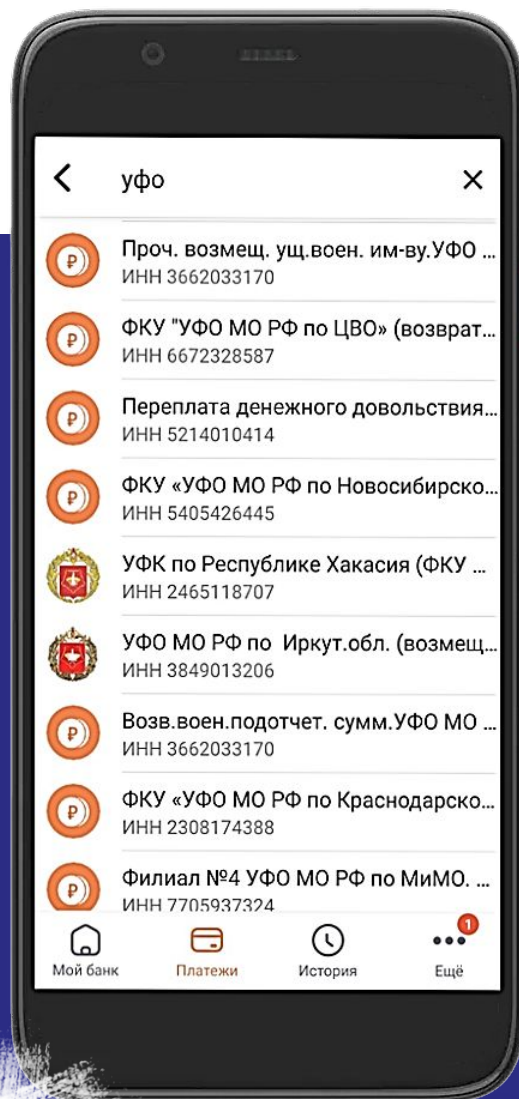 уфо
Проч. возмещ. ущ.воен. им-ву.УФО ...
ИНН 3662033170
ФКУ "УФО МО РФ по ЦВО» (возврат...
ИНН 6672328587
Переплата денежного довольствия...
ИНН 5214010414
ФКУ «УФО МО РФ по Новосибирско...
ИНН 5405426445
УФК по Республике Хакасия (ФКУ ...
ИНН 2465118707
УФО МО РФ по Иркут.обл. (возмещ...
ИНН 3849013206
Возв.воен.подотчет. сумм.УФО МО ...
ИНН 3662033170
ФКУ «УФО МО РФ по Краснодарско...
ИНН 2308174388
Филиал №4 УФО МО РФ по МиМО. ...
ИНН 7705937324
1
Мой банк Платежи История Ещё